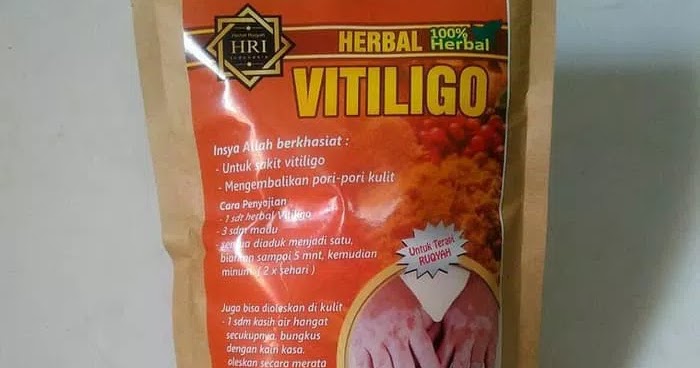 HRI
INDONESIA
HERBAL 100% Herbal
VITILIGO
Insya Allah berkhasiat :
- Untuk sakit vitiligo
- Mengembalikan pori-pori kulit
Cara Penyajian
- 1 sdt herbal Vitiligo
- 3 sdm madu
semua diaduk menjadi satu,
biarkan sampai 5 mnt, kemudian
minum. ( 2 x sehari )
Untuk Terapi
RUQYAH
Juga bisa dioleskan di kulit
- 1 sdm kasih air hangat
secukupnya, bungkus
dengan kain kasa.
oleskan secara merata